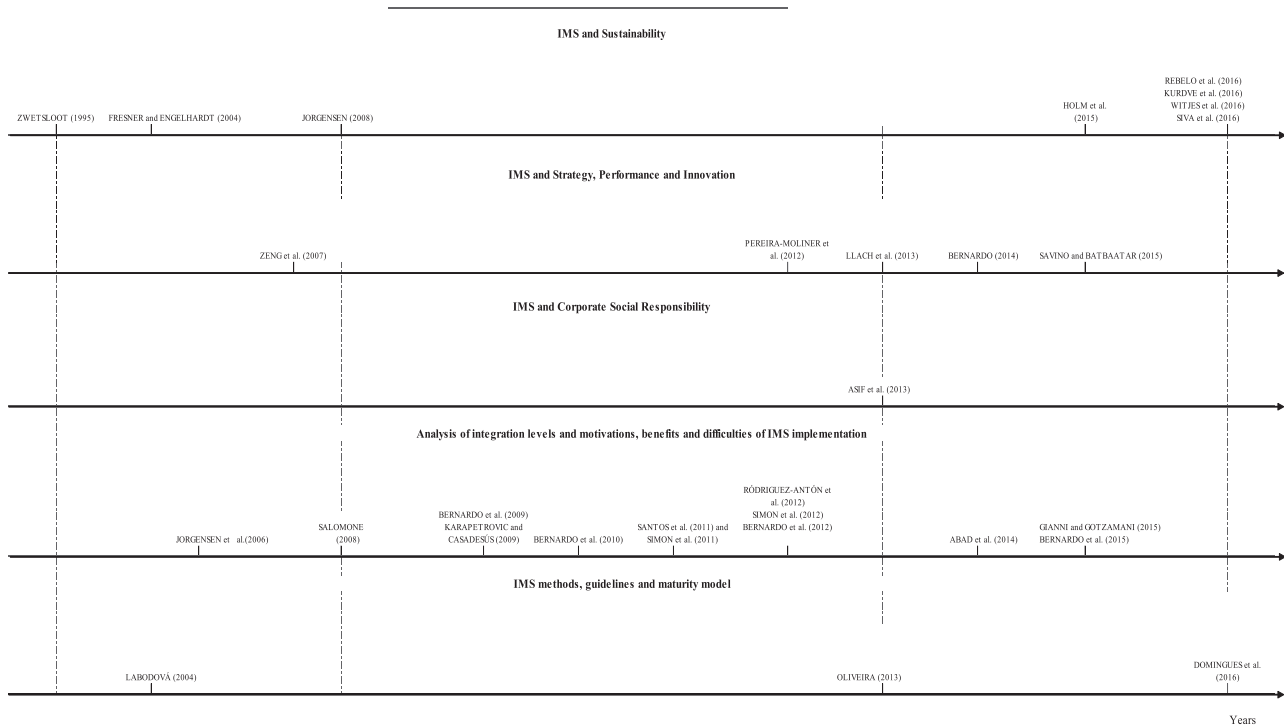 IMS and Sustainability
REBELO et al. (2016)
KURDVE et al. (2016)
WITJES et al. (2016)
SIVA et al. (2016)
HOLM et al.
(2015)
ZWETSLOOT (1995)
FRESNER and ENGELHARDT (2004)
JORGENSEN (2008)
IMS and Strategy, Performance and Innovation
ZENG et al. (2007)
PEREIRA-MOLINER et
al. (2012)
LLACH et al. (2013)
BERNARDO (2014)
SAVINO and BATBAATAR (2015)
IMS and Corporate Social Responsibility
ASIF et al. (2013)
Analysis of integration levels and motivations, benefits and difficulties of IMS implementation
JORGENSEN et al.(2006)
SALOMONE
(2008)
BERNARDO et al. (2009)
KARAPETROVIC and
CASADESÚS (2009)
BERNARDO et al. (2010)
SANTOS et al. (2011) and
SIMON et al. (2011)
RODRIGUEZ-ANTÓN et
al. (2012)
SIMON et al. (2012)
BERNARDO et al. (2012)
ABAD et al. (2014)
GIANNI and GOTZAMANI (2015)
BERNARDO et al. (2015)
IMS methods, guidelines and maturity model
LABODOVÁ (2004)
OLIVEIRA (2013)
DOMINGUES et al.
(2016)
Years